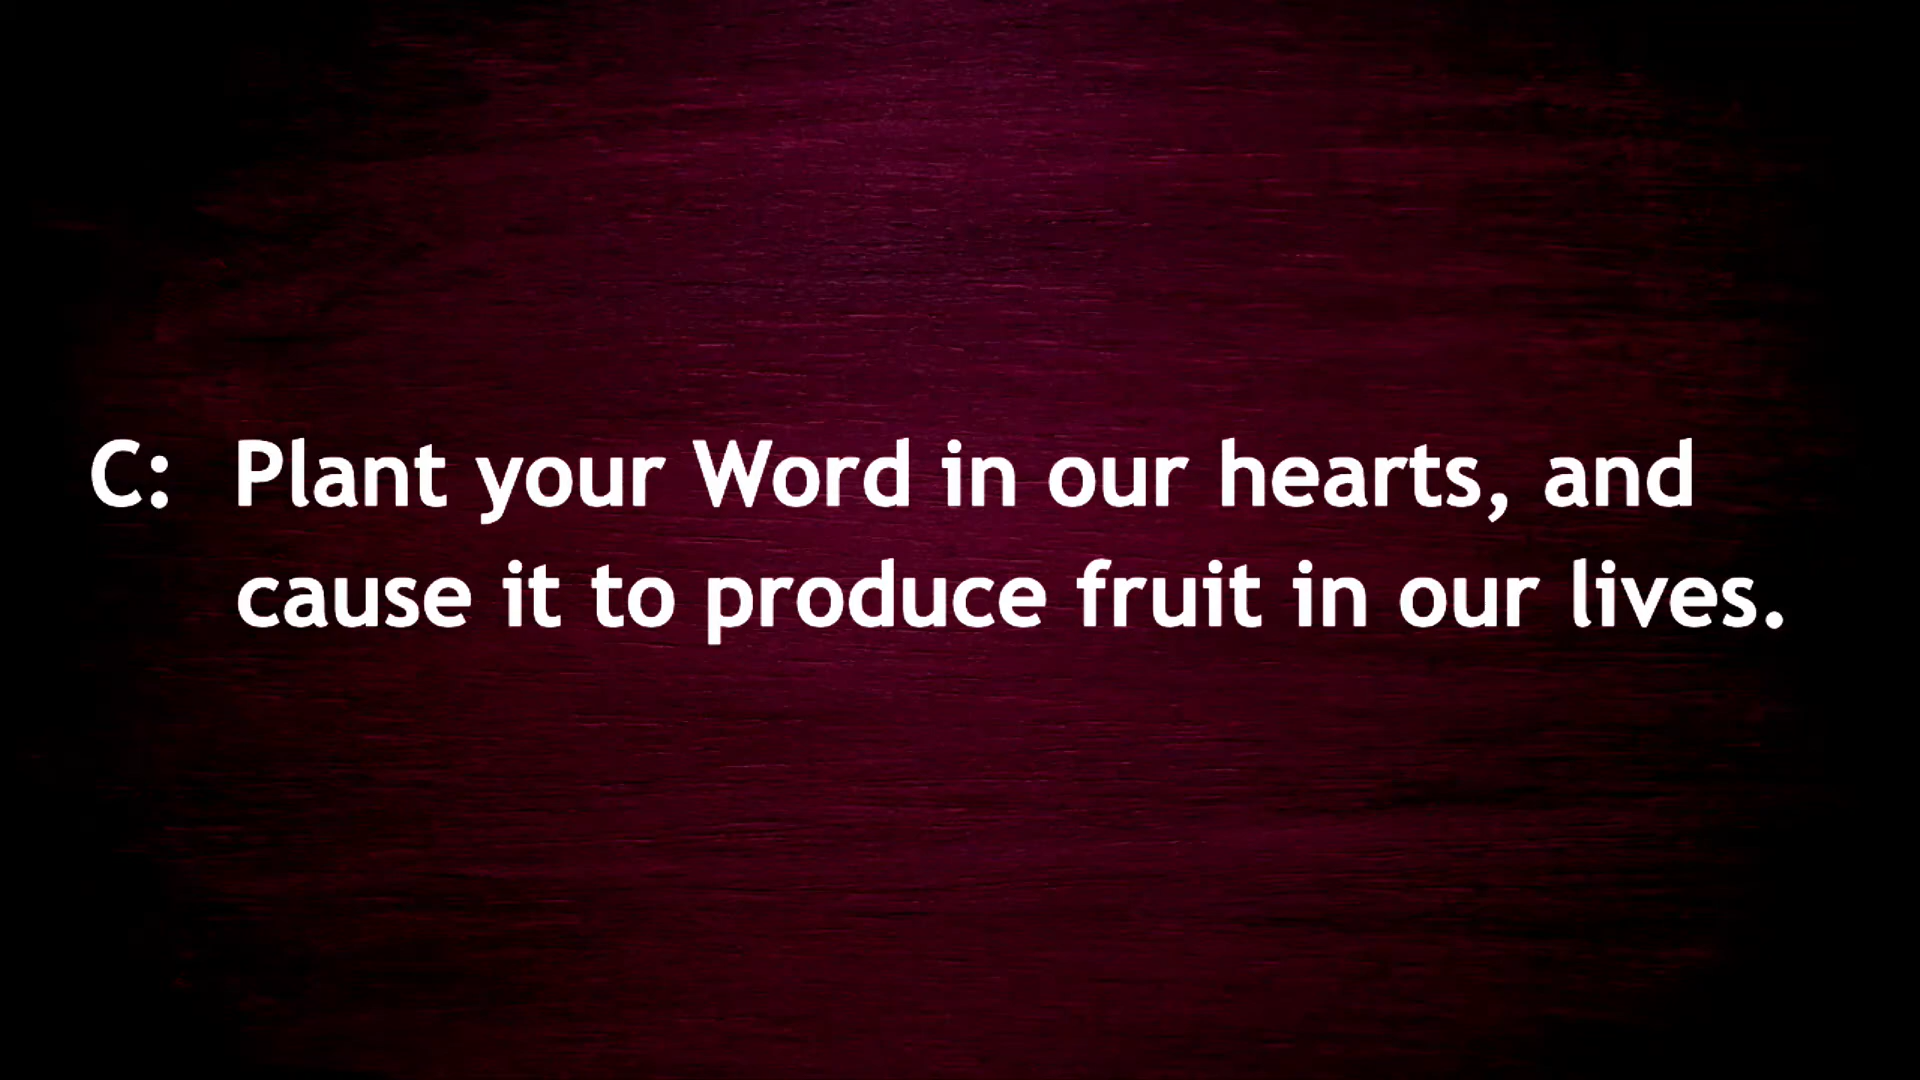 C: Plant your Word in our hearts, and
cause it to produce fruit in our lives.